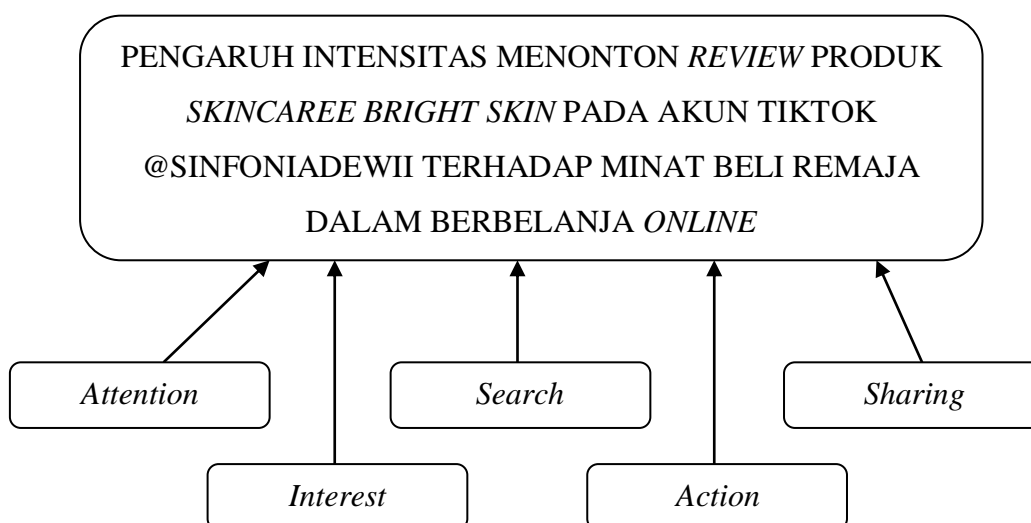 PENGARUH INTENSITAS MENONTON REVIEW PRODUK
SKINCAREE BRIGHT SKIN PADA AKUN TIKTOK
@SINFONIADEWII TERHADAP MINAT BELI REMAJA
DALAM BERBELANJA ONLINE
Attention
Search
Sharing
Interest
Action